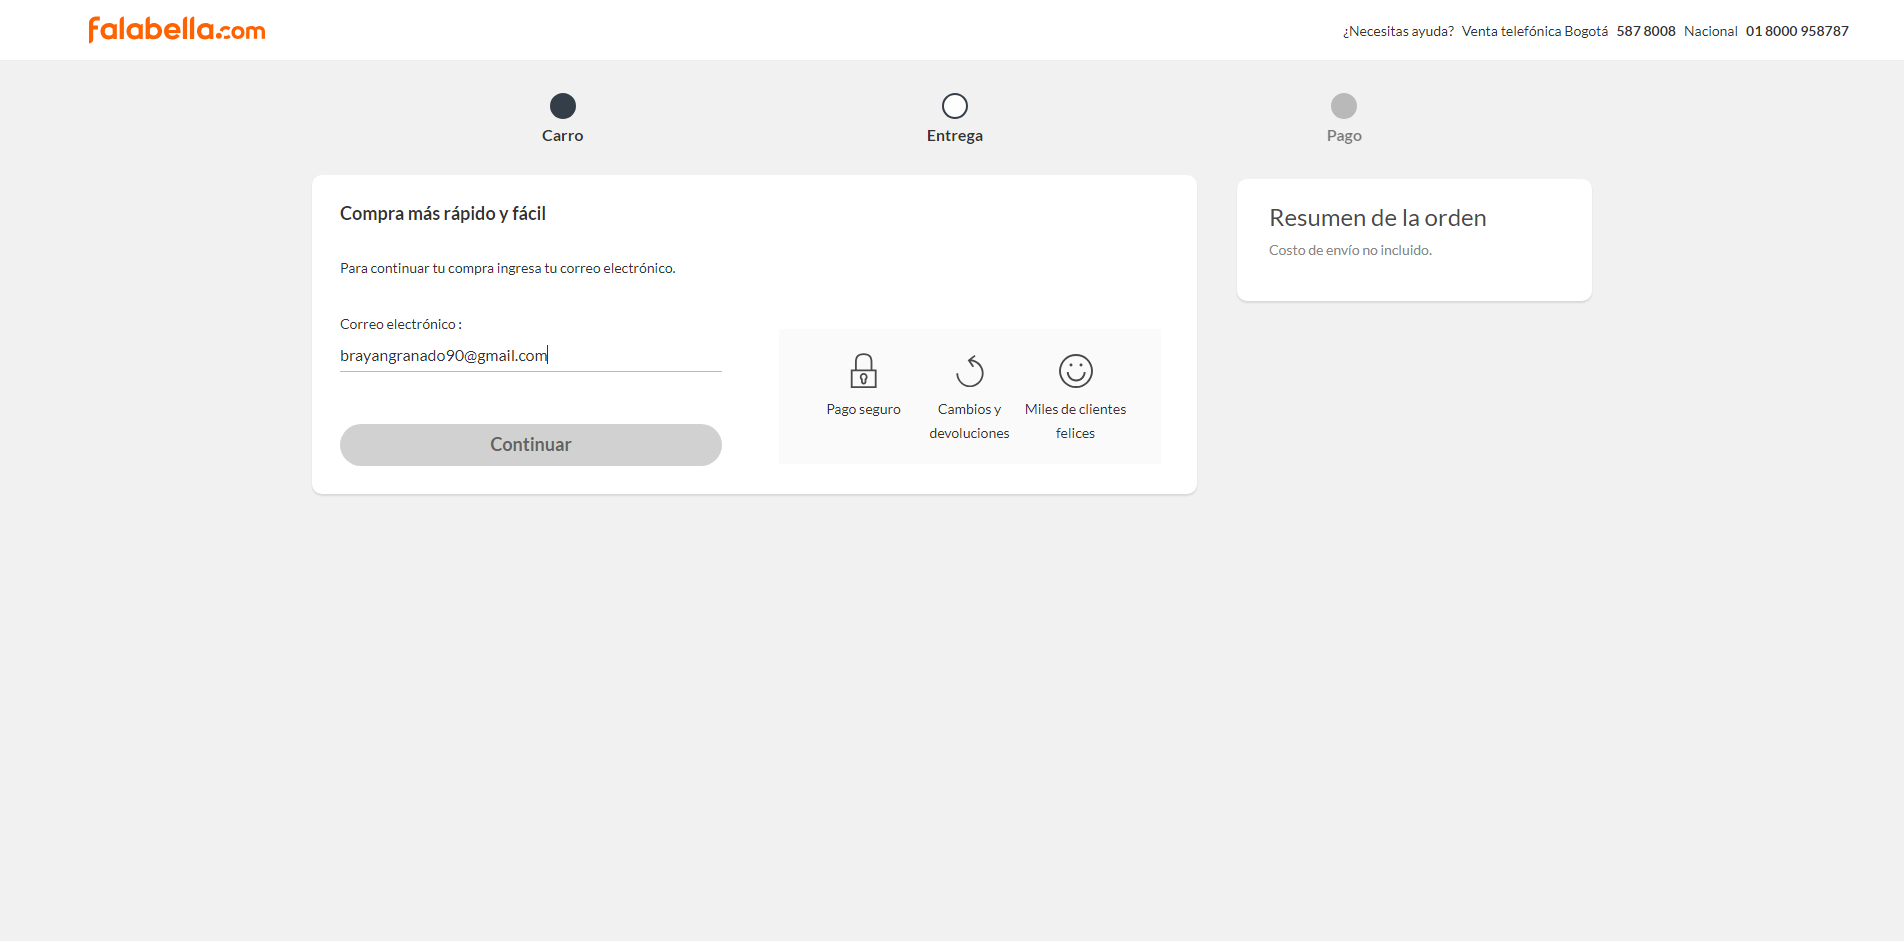 falabella.com
¿Necesitas ayuda? Venta telefónica Bogotá 587 8008 Nacional 01 8000 958787
Carro
Entrega
Pago
Compra más rápido y fácil
Para continuar tu compra ingresa tu correo electrónico.
Correo electrónico :
brayangranado90@gmail.com
Continuar
Pago seguro
Cambios y
devoluciones
Miles de clientes
felices
Resumen de la orden
Costo de envío no incluido.